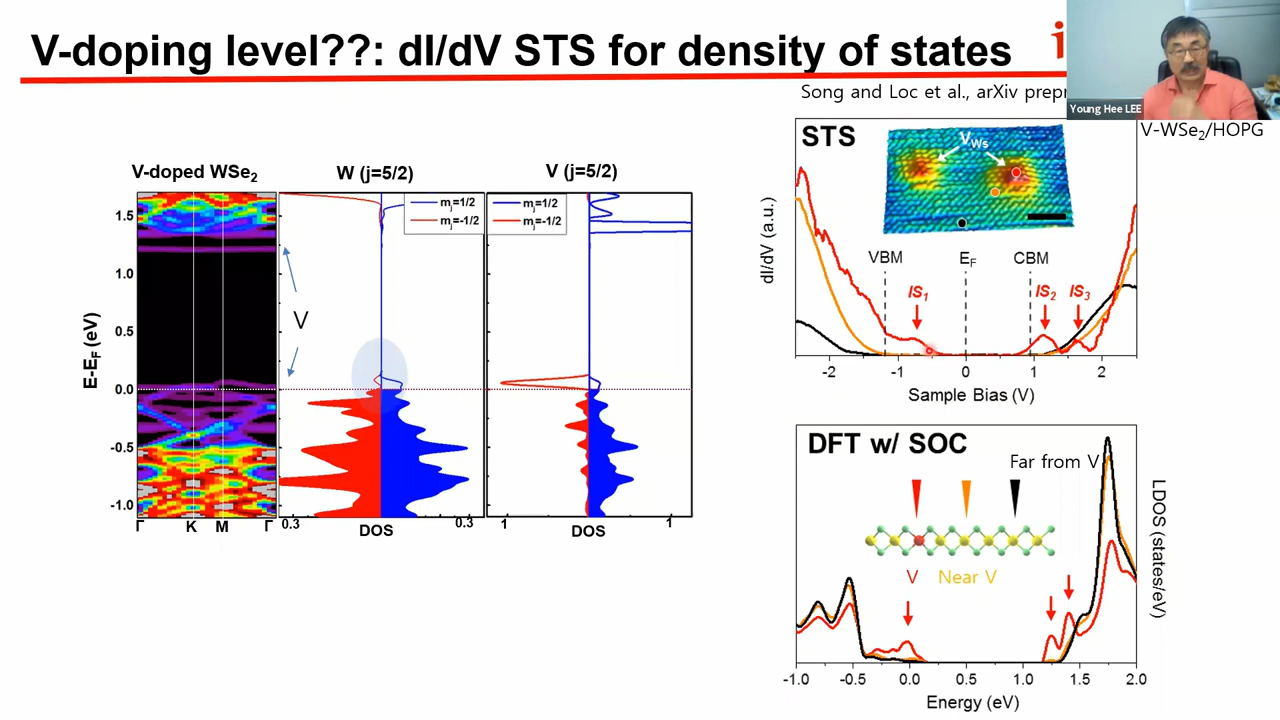 V-doping level??: dI/dV STS for density of states
Song and Loc et al., arXiv
Young Hee LEE
V-WSe₂/HOPG
V-doped WSe₂
W (j=5/2)
V (j=5/2)
mⱼ=1/2
mⱼ=-1/2
mⱼ=1/2
mⱼ=-1/2
E-E_F (eV)
1.5
1.0
0.5
0.0
-0.5
-1.0
V
Γ
K
M
Γ
0.3
DOS
0.3
1
DOS
1
STS
V_Ws
dI/dV (a.u.)
VBM
E_F
CBM
IS₁
IS₂
IS₃
-2
-1
0
1
2
Sample Bias (V)
DFT w/ SOC
Far from V
V
Near V
LDOS (states/eV)
-1.0
-0.5
0.0
0.5
1.0
1.5
2.0
Energy (eV)